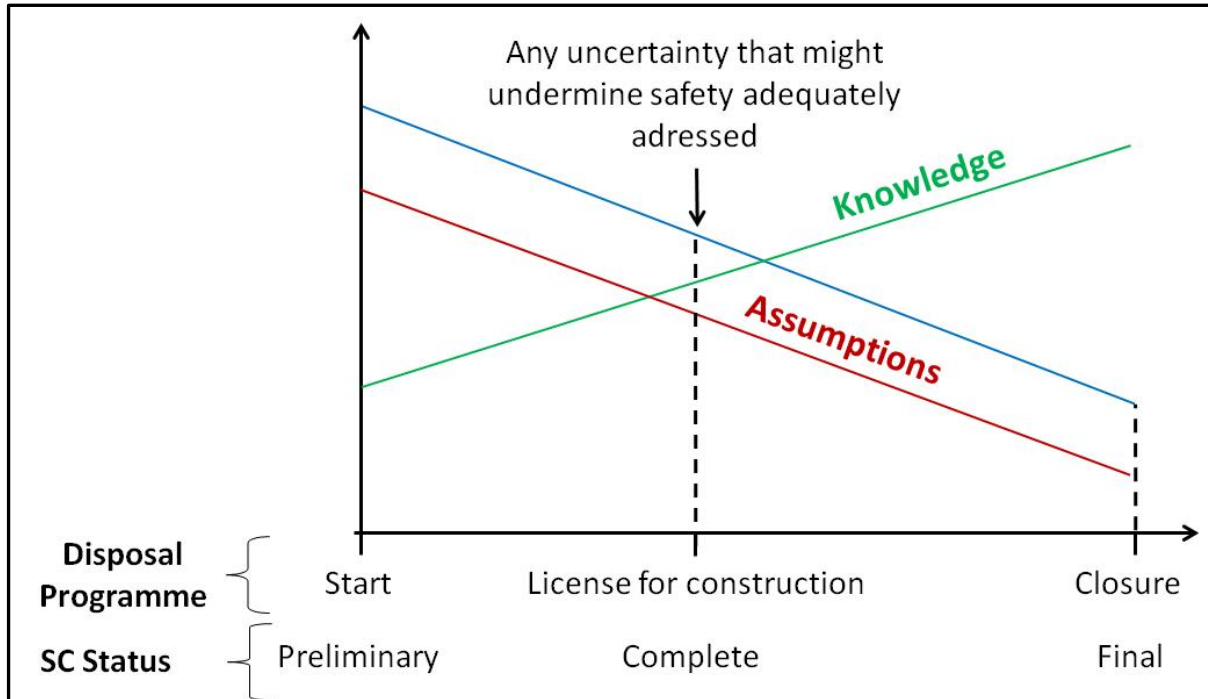 Any uncertainty that might
undermine safety adequately
adressed
Knowledge
Assumptions
Disposal
Programme
Start
License for construction
Closure
SC Status
Preliminary
Complete
Final